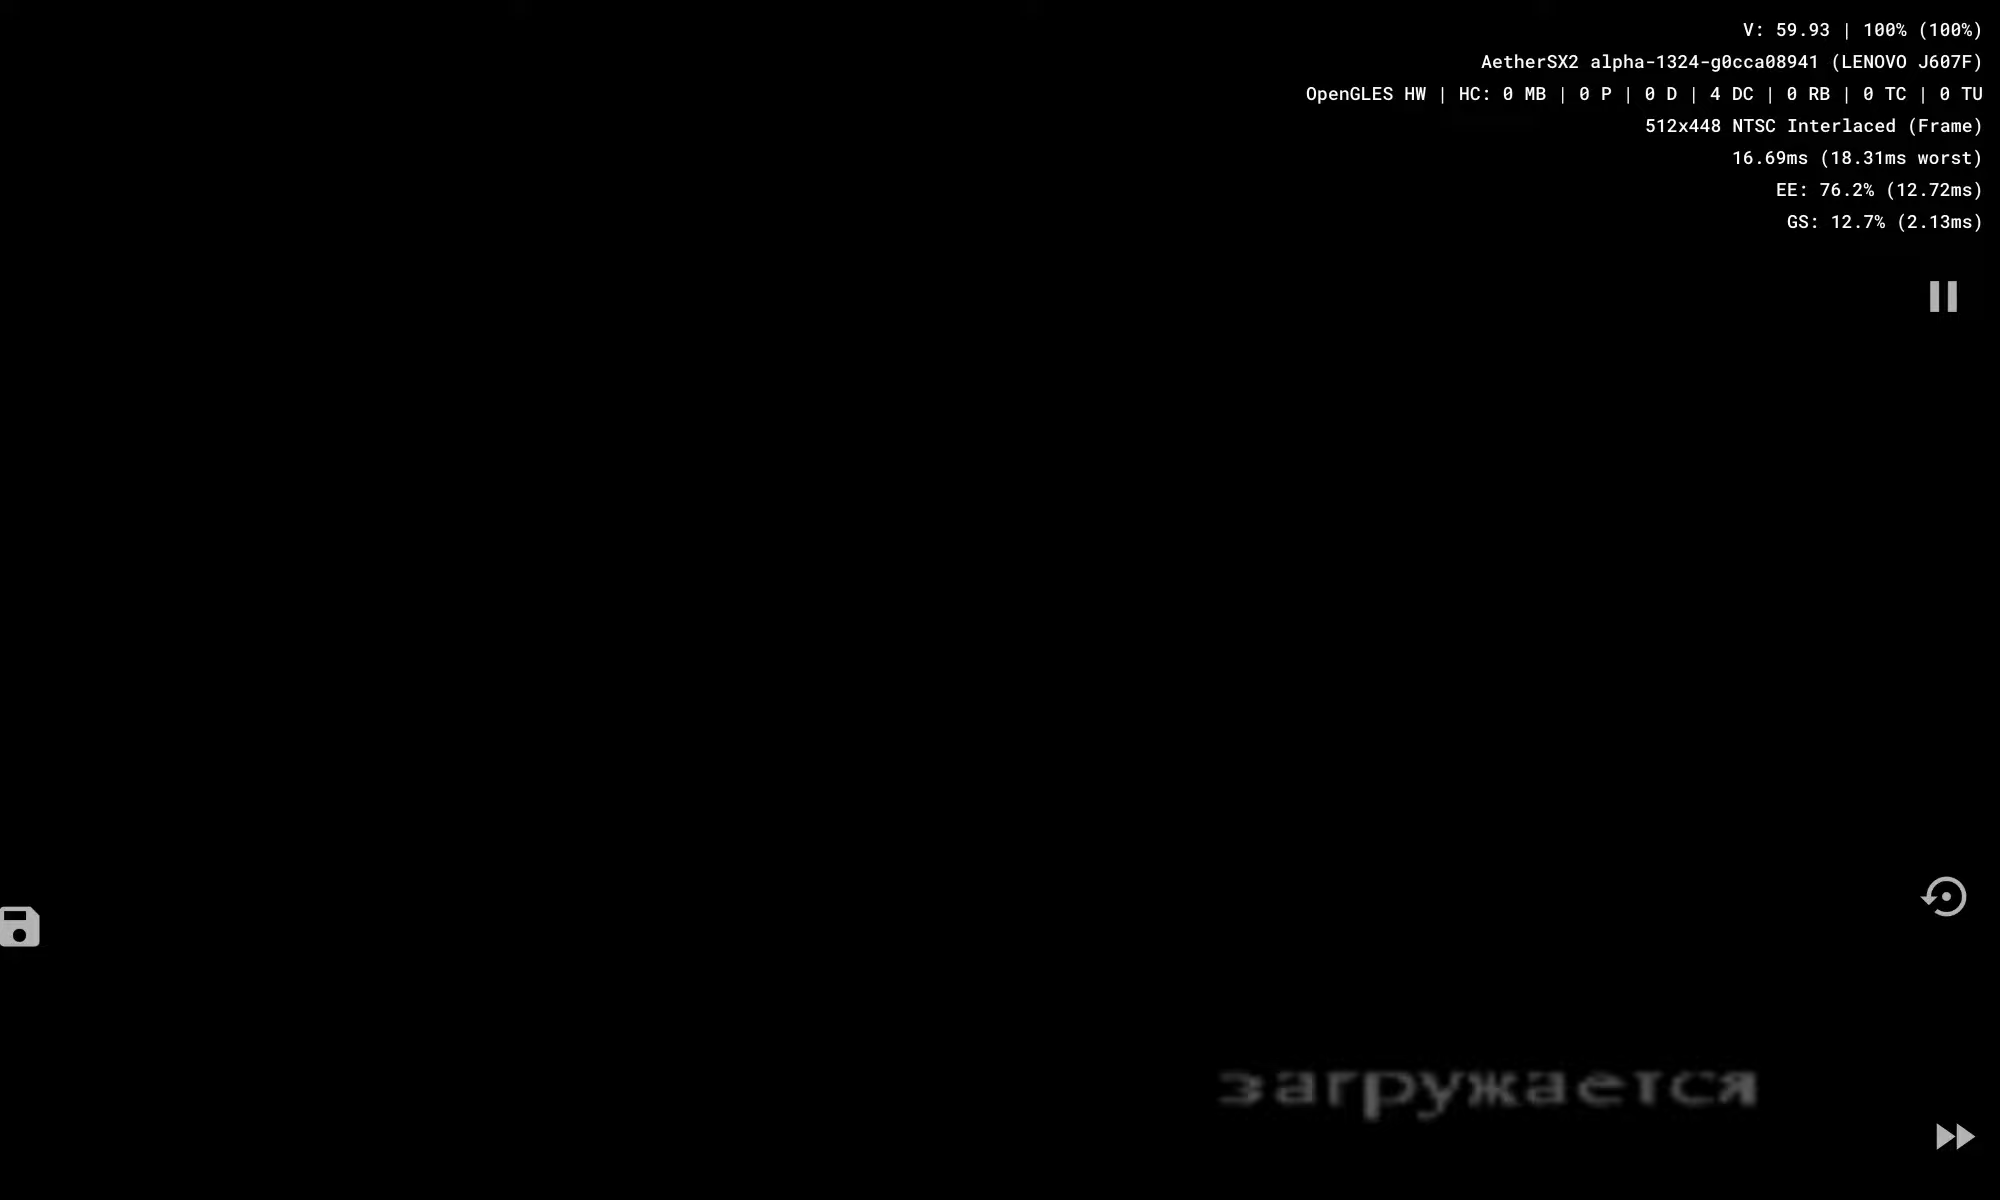 V: 59.93 | 100% (100%)
AetherSX2 alpha-1324-g0cca08941 (LENOVO J607F)
OpenGLES HW | HC: 0 MB | 0 P | 0 D | 4 DC | 0 RB | 0 TC | 0 TU
512x448 NTSC Interlaced (Frame)
16.69ms (18.31ms worst)
EE: 76.2% (12.72ms)
GS: 12.7% (2.13ms)
загружается